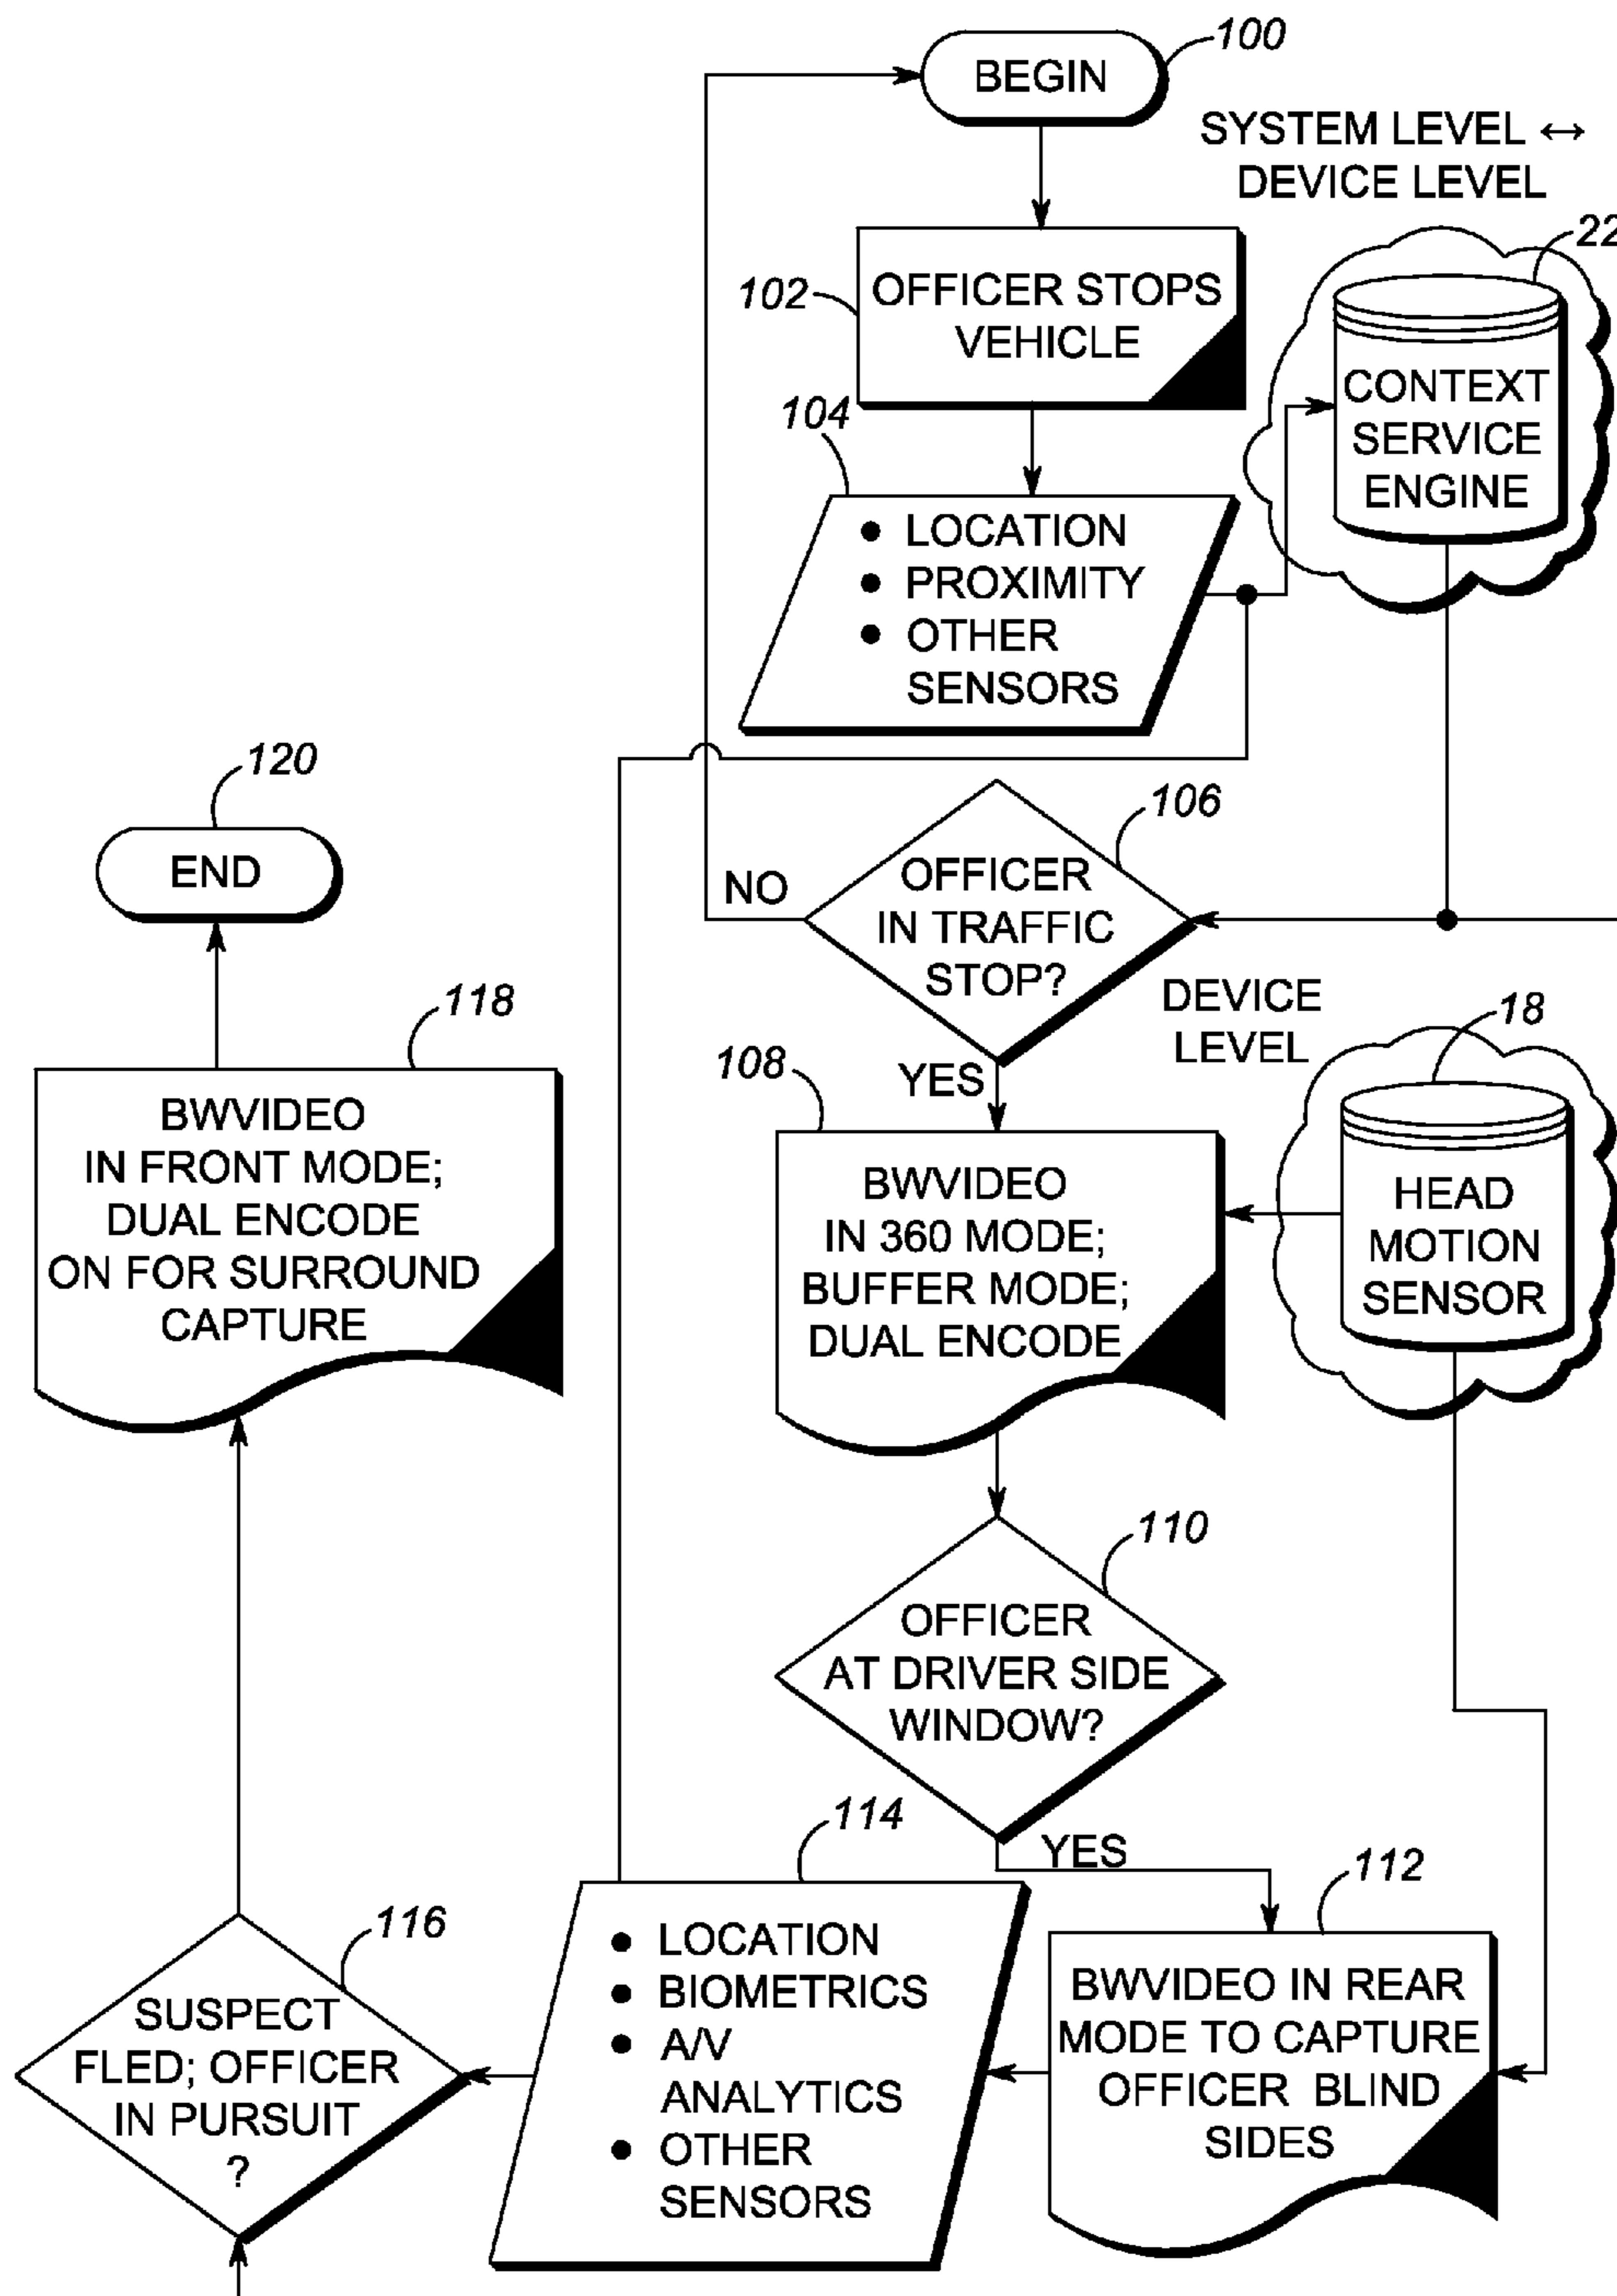 100
BEGIN
SYSTEM LEVEL ↔
DEVICE LEVEL
22
102
OFFICER STOPS
VEHICLE
CONTEXT
SERVICE
ENGINE
104
● LOCATION
● PROXIMITY
● OTHER
SENSORS
120
END
106
OFFICER
IN TRAFFIC
STOP?
NO
YES
DEVICE
LEVEL
18
HEAD
MOTION
SENSOR
118
BWVIDEO
IN FRONT MODE;
DUAL ENCODE
ON FOR SURROUND
CAPTURE
108
BWVIDEO
IN 360 MODE;
BUFFER MODE;
DUAL ENCODE
110
OFFICER
AT DRIVER SIDE
WINDOW?
YES
112
BWVIDEO IN REAR
MODE TO CAPTURE
OFFICER BLIND
SIDES
114
● LOCATION
● BIOMETRICS
● A/V
ANALYTICS
● OTHER
SENSORS
116
SUSPECT
FLED; OFFICER
IN PURSUIT
?